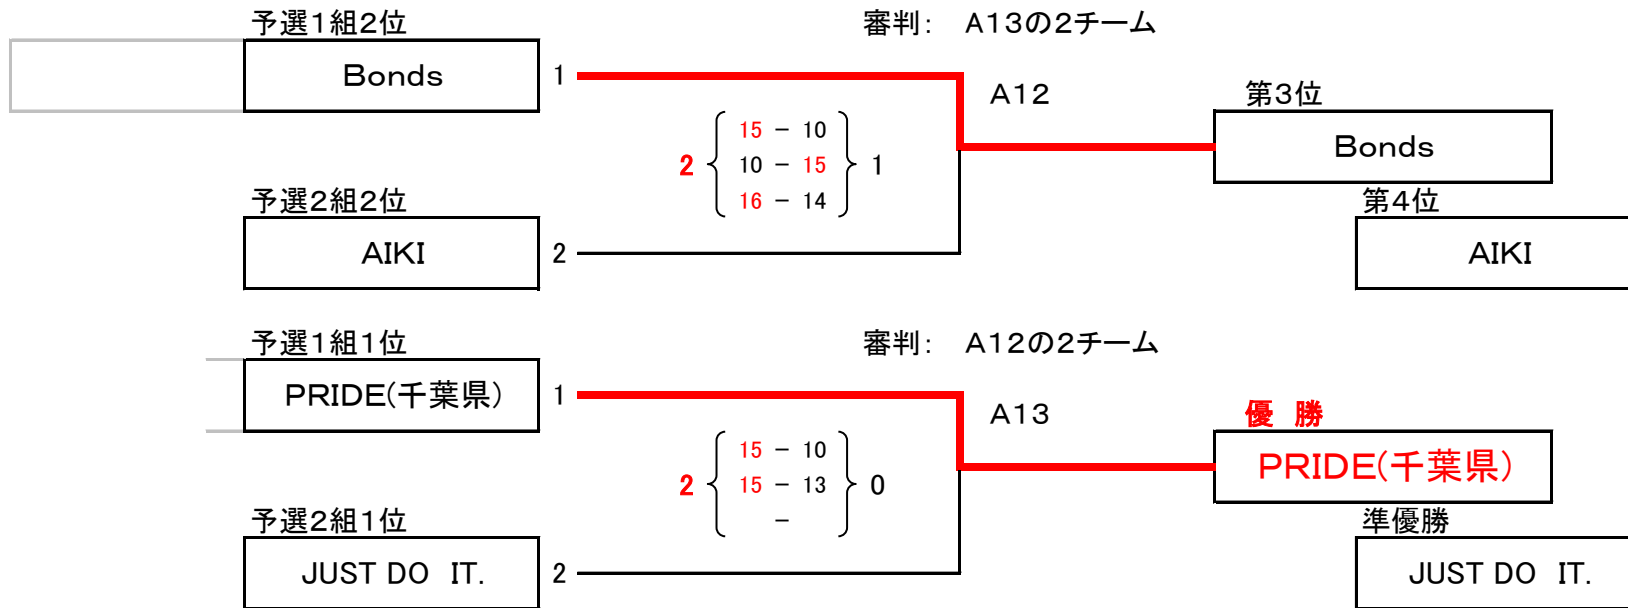 予選1組2位
審判:　A13の2チーム
Bonds
1
A12
第3位
15 － 10
Bonds
2
10 － 15
1
16 － 14
予選2組2位
第4位
AIKI
2
AIKI
予選1組1位
審判:　A12の2チーム
PRIDE(千葉県)
1
A13
優　勝
15 － 10
PRIDE(千葉県)
2
15 － 13
0
－
予選2組1位
準優勝
JUST DO　IT.
2
JUST DO　IT.